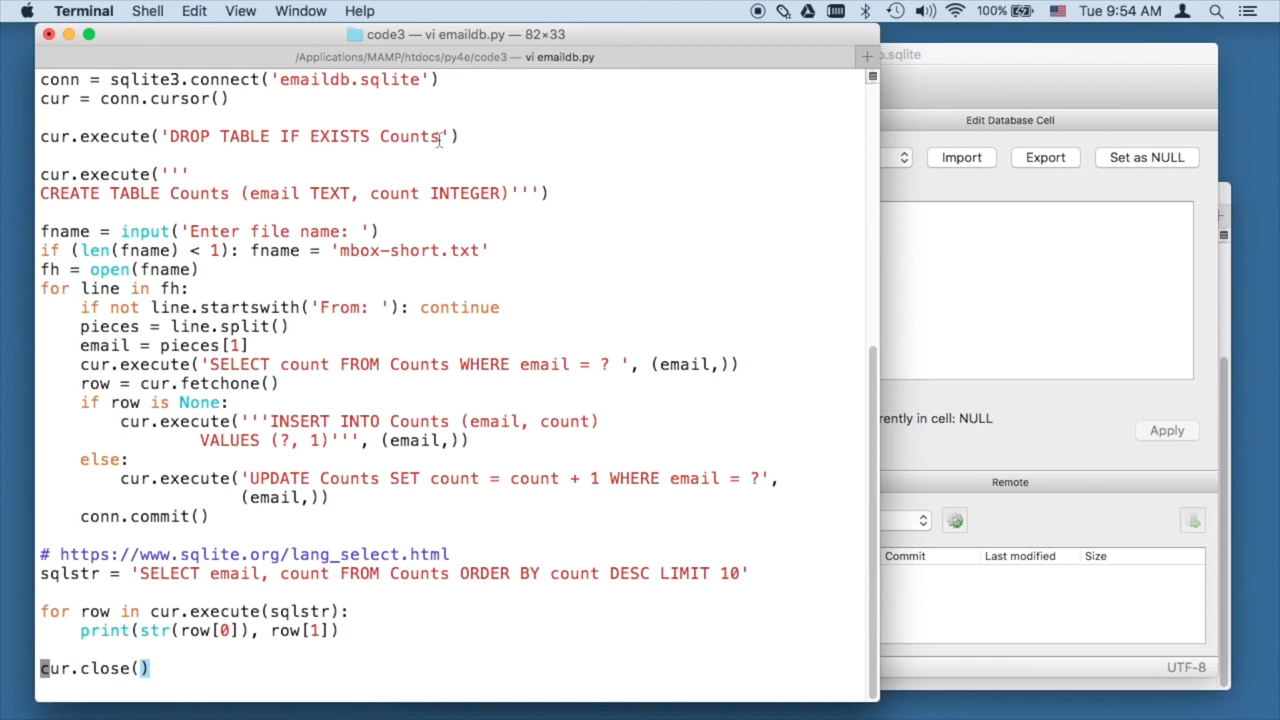 Terminal Shell Edit View Window Help 100% Tue 9:54 AM
code3 — vi emaildb.py — 82×33
/Applications/MAMP/htdocs/py4e/code3 — vi emaildb.py
b.sqlite
conn = sqlite3.connect('emaildb.sqlite')
cur = conn.cursor()
cur.execute('DROP TABLE IF EXISTS Counts')
cur.execute('''
CREATE TABLE Counts (email TEXT, count INTEGER)''')
fname = input('Enter file name: ')
if (len(fname) < 1): fname = 'mbox-short.txt'
fh = open(fname)
for line in fh:
    if not line.startswith('From: '): continue
    pieces = line.split()
    email = pieces[1]
    cur.execute('SELECT count FROM Counts WHERE email = ? ', (email,))
    row = cur.fetchone()
    if row is None:
        cur.execute('''INSERT INTO Counts (email, count)
                VALUES (?, 1)''', (email,))
    else:
        cur.execute('UPDATE Counts SET count = count + 1 WHERE email = ?',
                    (email,))
    conn.commit()
# https://www.sqlite.org/lang_select.html
sqlstr = 'SELECT email, count FROM Counts ORDER BY count DESC LIMIT 10'
for row in cur.execute(sqlstr):
    print(str(row[0]), row[1])
cur.close()
Edit Database Cell
Import Export Set as NULL
rently in cell: NULL
Apply
Remote
Commit Last modified Size
UTF-8